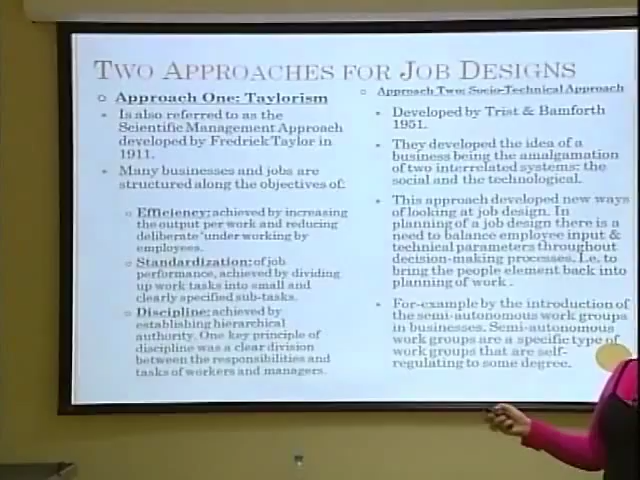 TWO APPROACHES FOR JOB DESIGNS
Approach One: Taylorism
Is also referred to as the
Scientific Management Approach
developed by Fredrick Taylor in
1911.
Many businesses and jobs are
structured along the objectives of:
Efficiency: achieved by increasing
the output per work and reducing
deliberate 'under working by
employees.
Standardization: of job
performance, achieved by dividing
up work tasks into small and
clearly specified sub-tasks.
Discipline: achieved by
establishing hierarchical
authority. One key principle of
discipline was a clear division
between the responsibilities and
tasks of workers and managers.
Approach Two: Socio-Technical Approach
Developed by Trist & Bamforth
1951.
They developed the idea of a
business being the amalgamation
of two interrelated systems: the
social and the technological.
This approach developed new ways
of looking at job design. In
planning of a job design there is a
need to balance employee input &
technical parameters throughout
decision-making processes. I.e. to
bring the people element back into
planning of work .
For-example by the introduction of
the semi-autonomous work groups
in businesses. Semi-autonomous
work groups are a specific type of
work groups that are self-
regulating to some degree.